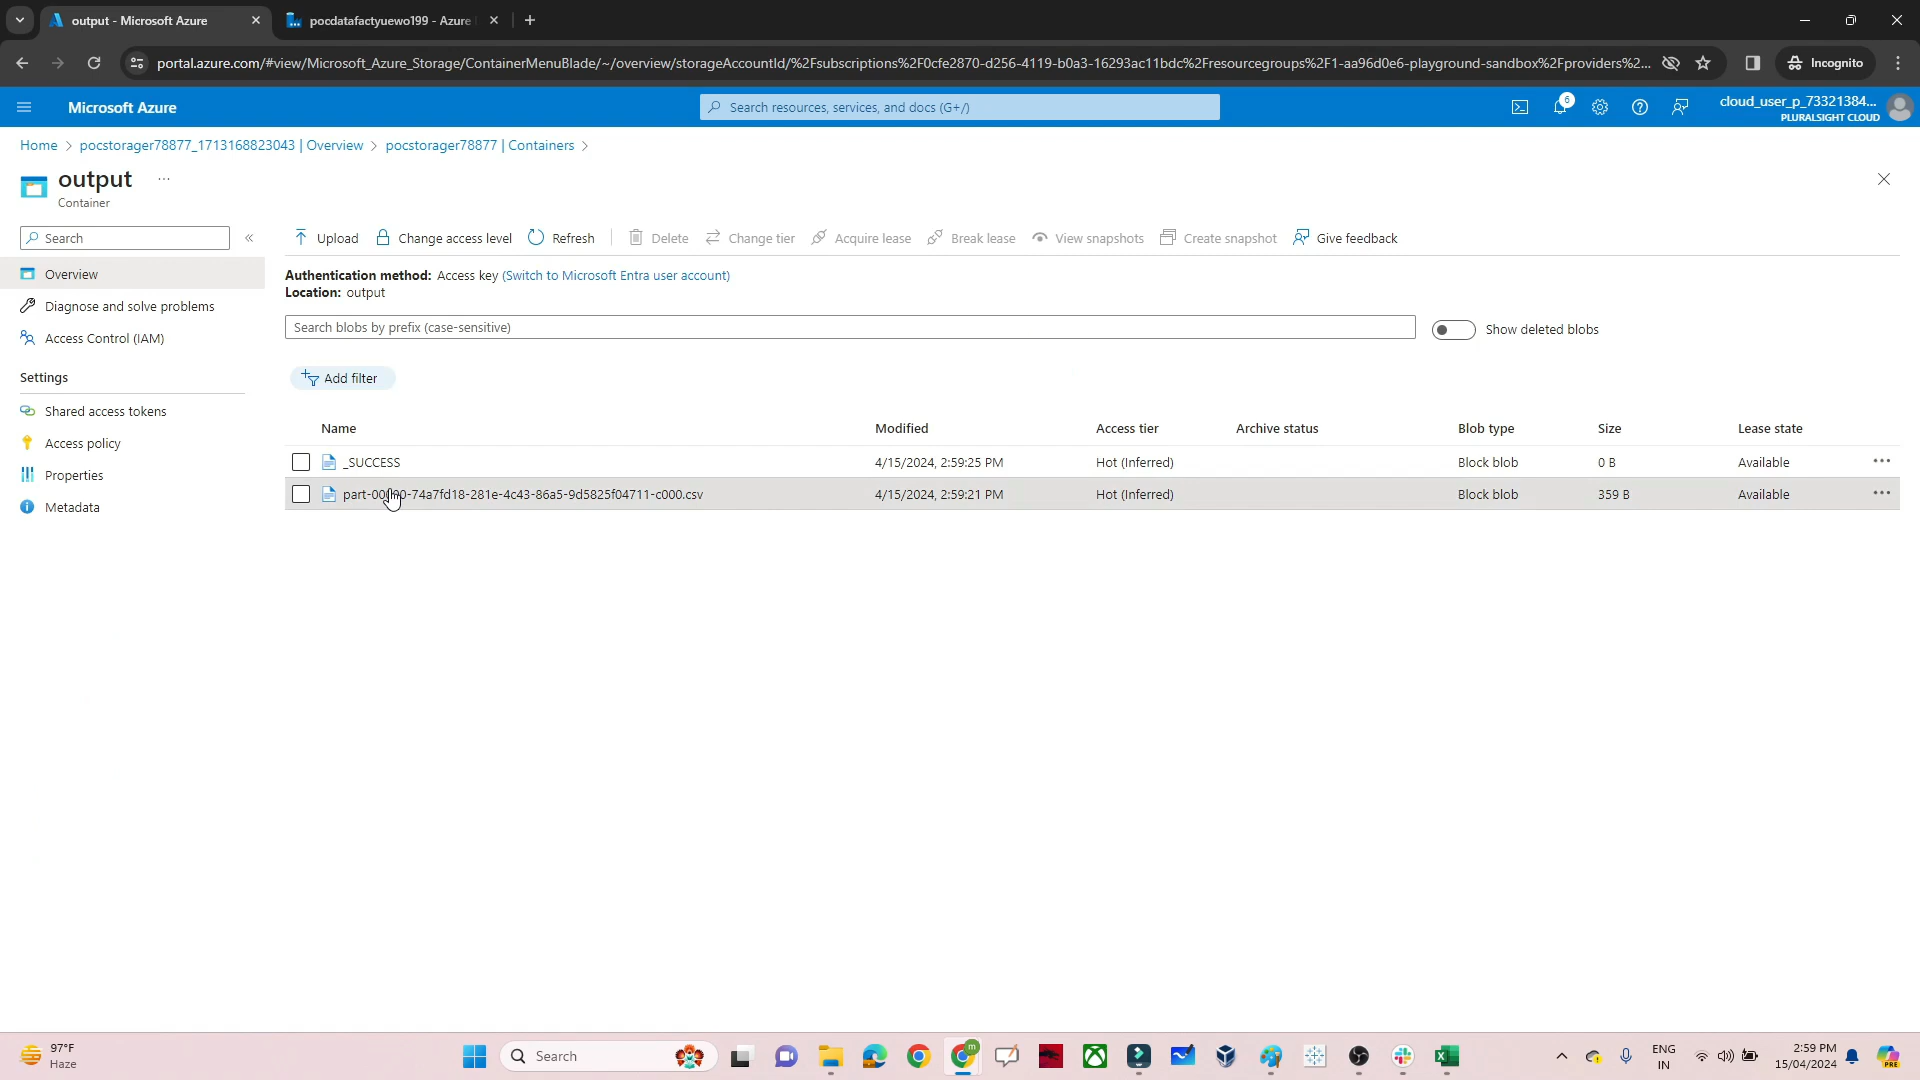 output - Microsoft Azure
pocdatafactyuewo199 - Azure
portal.azure.com/#view/Microsoft_Azure_Storage/ContainerMenuBlade/~/overview/storageAccountId/%2Fsubscriptions%2F0cfe2870-d256-4119-b0a3-16293ac11bdc%2Fresourcegroups%2F1-aa96d0e6-playground-sandbox%2Fproviders%2...
Incognito
Microsoft Azure
Search resources, services, and docs (G+/)
6
cloud_user_p_73321384...
PLURALSIGHT CLOUD
Home > pocstorager78877_1713168823043 | Overview > pocstorager78877 | Containers >
output ...
Container
Search
«
Upload
Change access level
Refresh
Delete
Change tier
Acquire lease
Break lease
View snapshots
Create snapshot
Give feedback
Overview
Diagnose and solve problems
Access Control (IAM)
Settings
Shared access tokens
Access policy
Properties
Metadata
Authentication method: Access key (Switch to Microsoft Entra user account)
Location: output
Search blobs by prefix (case-sensitive)
Show deleted blobs
Add filter
Name Modified Access tier Archive status Blob type Size Lease state
_SUCCESS 4/15/2024, 2:59:25 PM Hot (Inferred) Block blob 0 B Available ...
part-00000-74a7fd18-281e-4c43-86a5-9d5825f04711-c000.csv 4/15/2024, 2:59:21 PM Hot (Inferred) Block blob 359 B Available ...
97°F
Haze
Search
m
PRE
ENG
IN
2:59 PM
15/04/2024